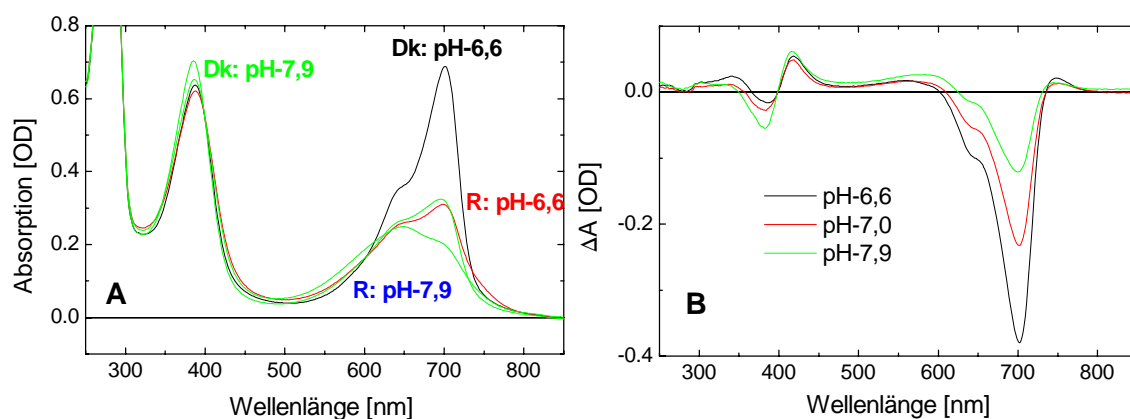 0.8
0.6
0.4
0.2
0.0
Absorption [OD]
Dk: pH-7,9
Dk: pH-6,6
R: pH-6,6
R: pH-7,9
A
300 400 500 600 700 800
Wellenlänge [nm]
0.0
-0.2
-0.4
ΔA [OD]
pH-6,6
pH-7,0
pH-7,9
B
300 400 500 600 700 800
Wellenlänge [nm]